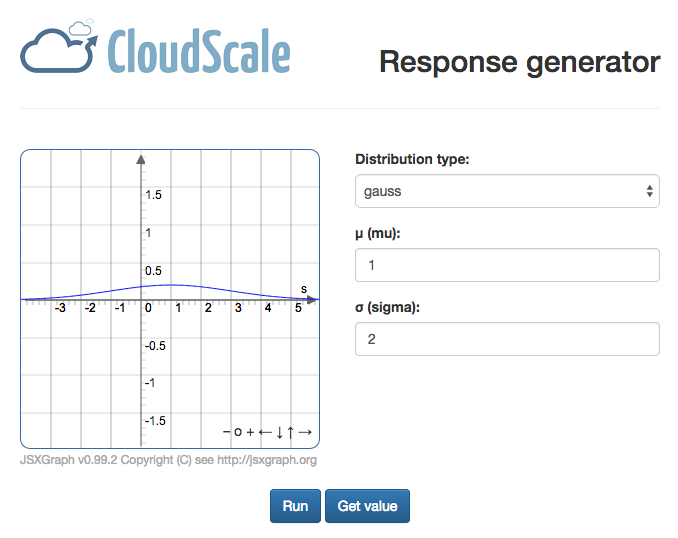 CloudScale
Response generator
Distribution type:
gauss
μ (mu):
1
σ (sigma):
2
1.5
1
0.5
s
-3 -2 -1 0 1 2 3 4 5
-0.5
-1
-1.5
− o + ← ↓ ↑ →
JSXGraph v0.99.2 Copyright (C) see http://jsxgraph.org
Run Get value